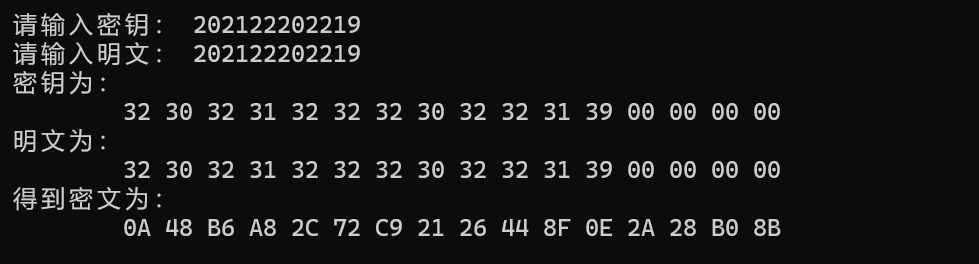 请输入密钥： 202122202219
请输入明文： 202122202219
密钥为：
32 30 32 31 32 32 32 30 32 32 31 39 00 00 00 00
明文为：
32 30 32 31 32 32 32 30 32 32 31 39 00 00 00 00
得到密文为：
0A 48 B6 A8 2C 72 C9 21 26 44 8F 0E 2A 28 B0 8B